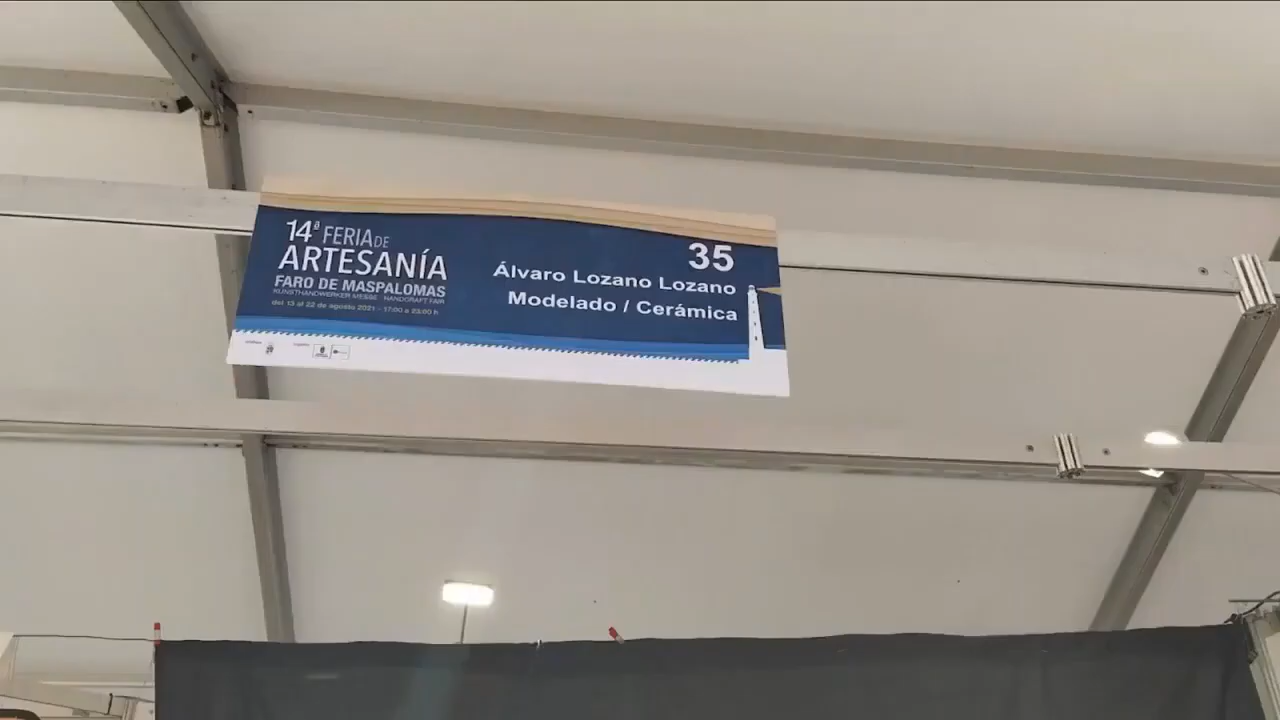 14ª FERIA DE
ARTESANÍA
FARO DE MASPALOMAS
KUNSTHANDWERKER MESSE - HANDCRAFT FAIR
del 13 al 22 de agosto 2021 - 17:00 a 23:00 h
35
Álvaro Lozano Lozano
Modelado / Cerámica